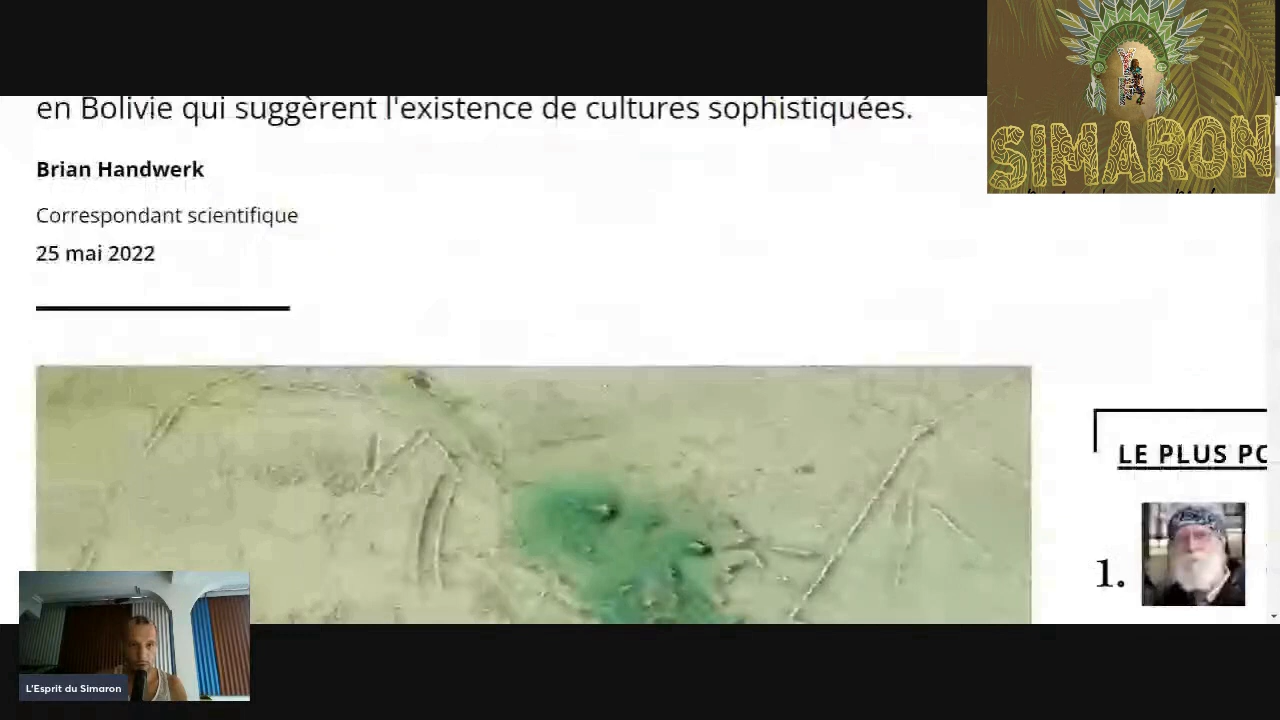 en Bolivie qui suggèrent l'existence de cultures sophistiquées.
SIMARON
Brian Handwerk
Correspondant scientifique
25 mai 2022
LE PLUS PO
1.
L'Esprit du Simaron